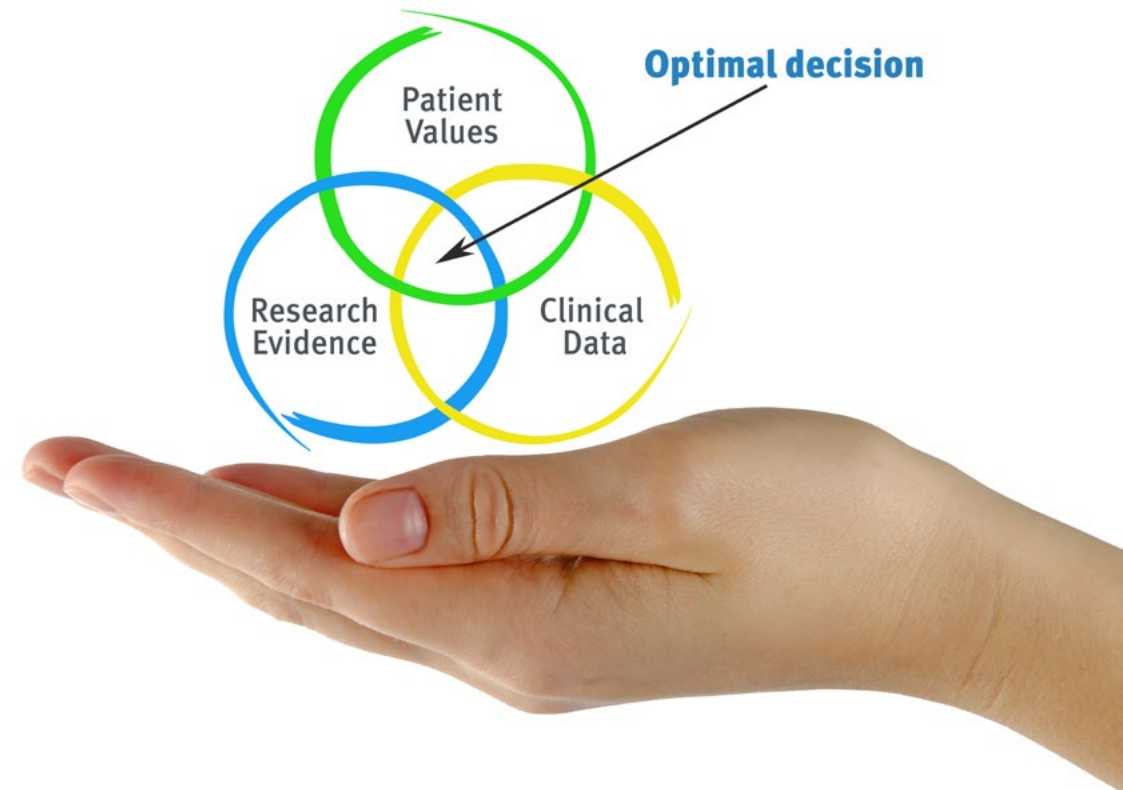 Optimal decision
Patient
Values
Research
Evidence
Clinical
Data